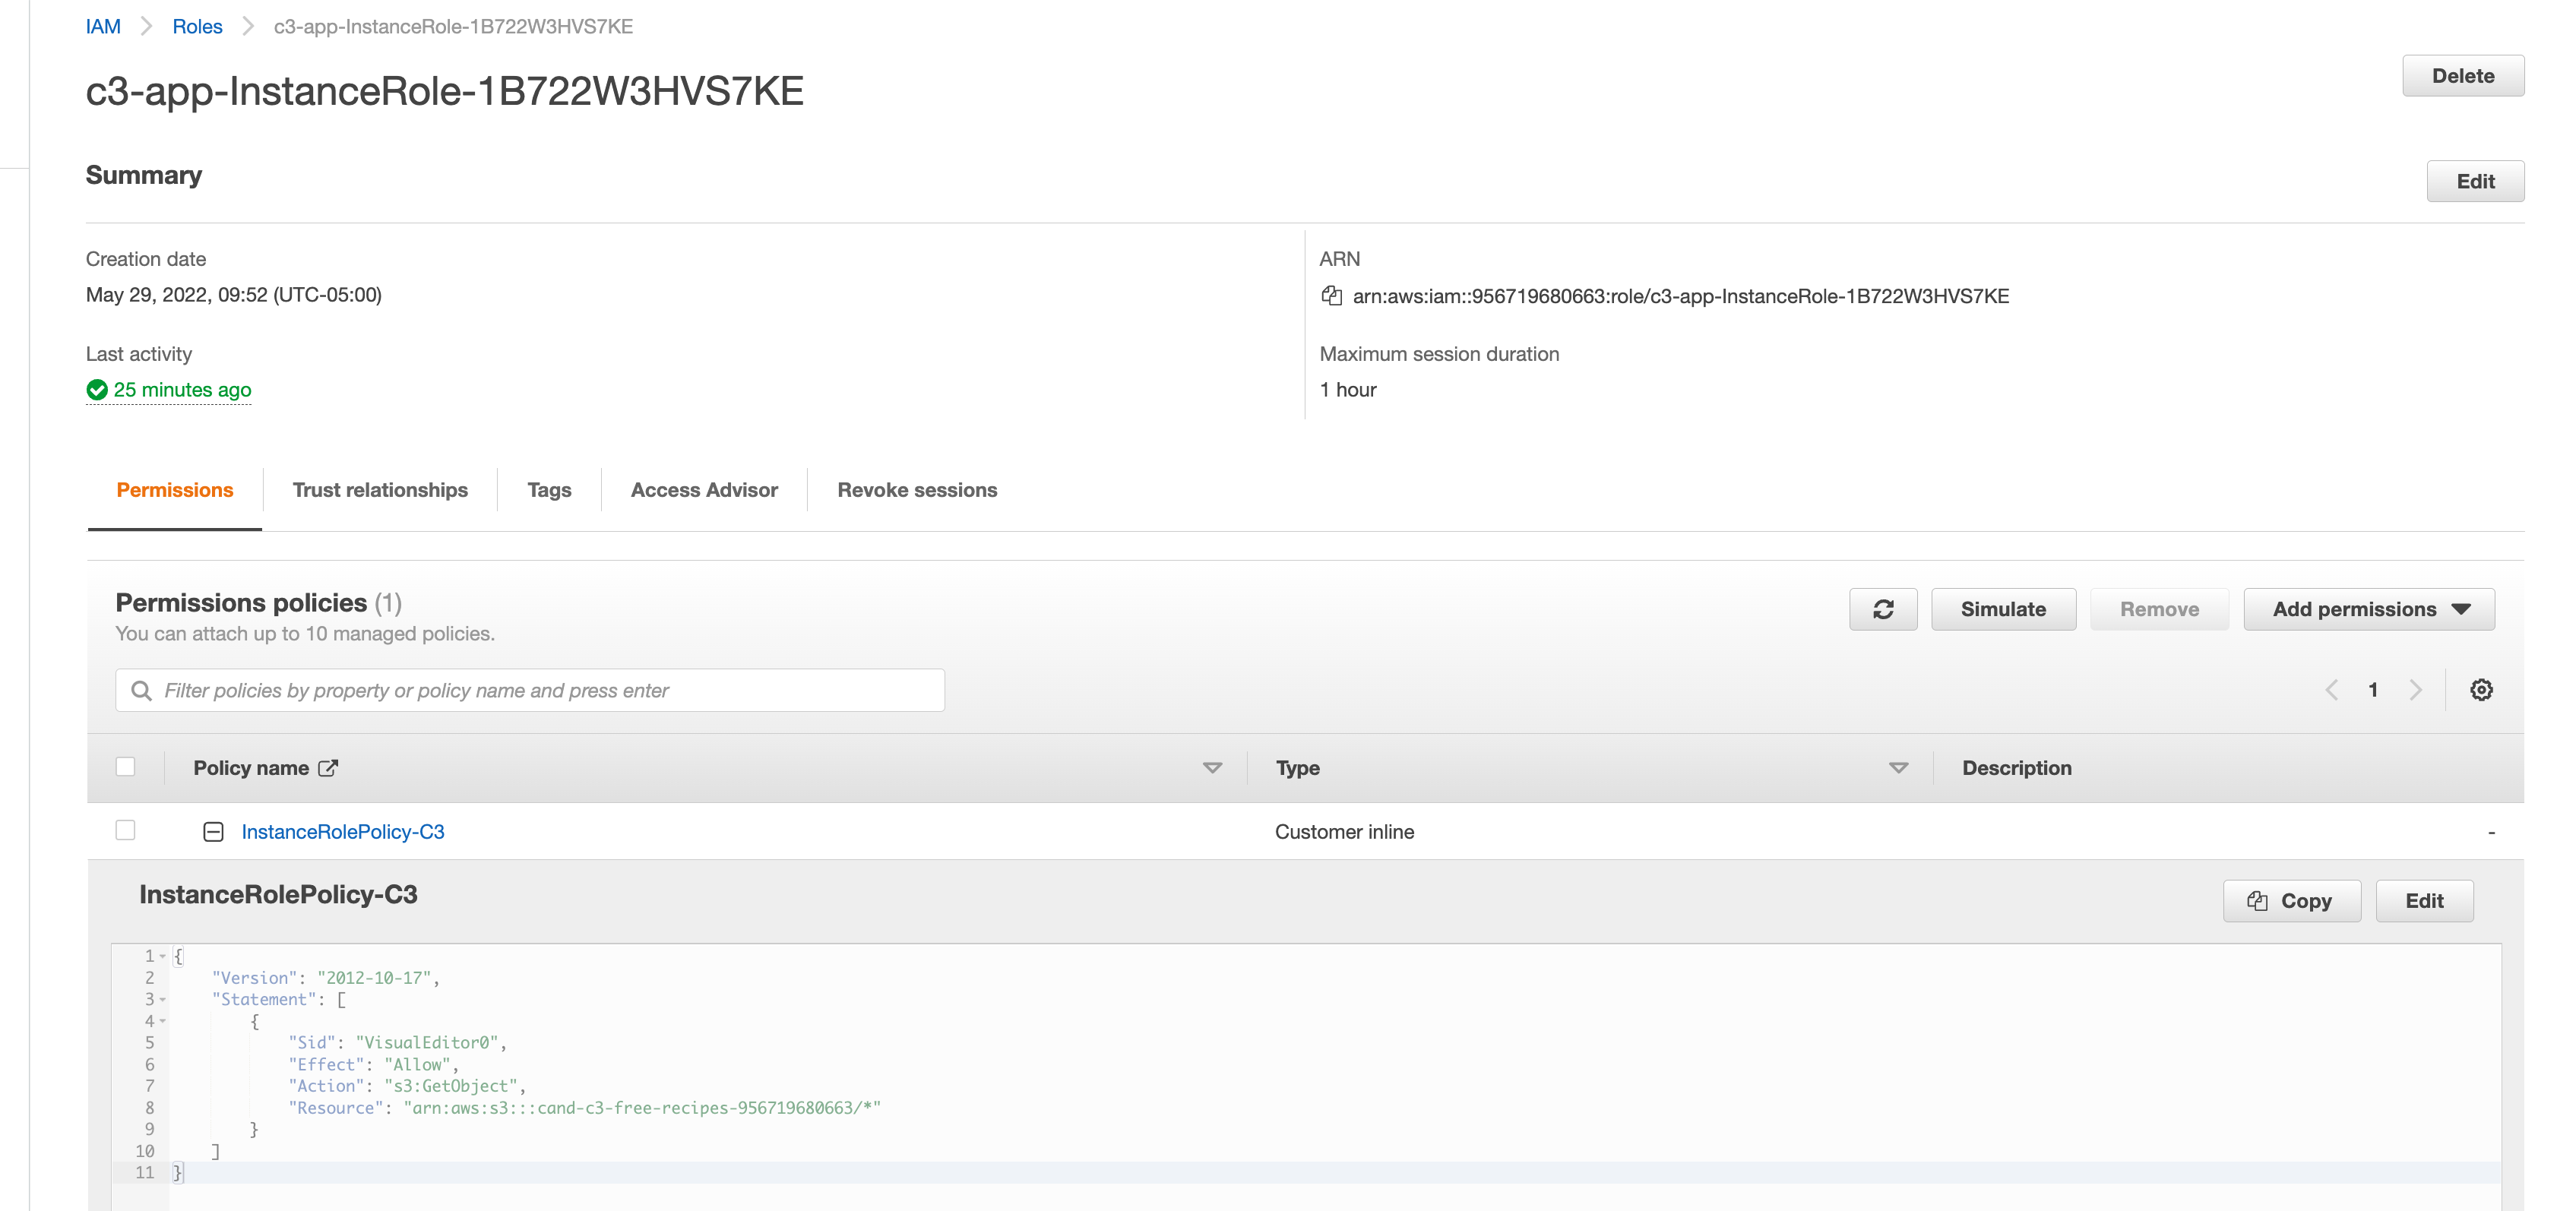 IAM > Roles > c3-app-InstanceRole-1B722W3HVS7KE
c3-app-InstanceRole-1B722W3HVS7KE
Delete
Summary
Edit
Creation date
May 29, 2022, 09:52 (UTC-05:00)
ARN
arn:aws:iam::956719680663:role/c3-app-InstanceRole-1B722W3HVS7KE
Last activity
25 minutes ago
Maximum session duration
1 hour
Permissions Trust relationships Tags Access Advisor Revoke sessions
Permissions policies (1)
You can attach up to 10 managed policies.
Simulate Remove Add permissions
Filter policies by property or policy name and press enter
1
Policy name Type Description
InstanceRolePolicy-C3 Customer inline -
InstanceRolePolicy-C3
Copy Edit
1 {
2 "Version": "2012-10-17",
3 "Statement": [
4 {
5 "Sid": "VisualEditor0",
6 "Effect": "Allow",
7 "Action": "s3:GetObject",
8 "Resource": "arn:aws:s3:::cand-c3-free-recipes-956719680663/*"
9 }
10 ]
11 }